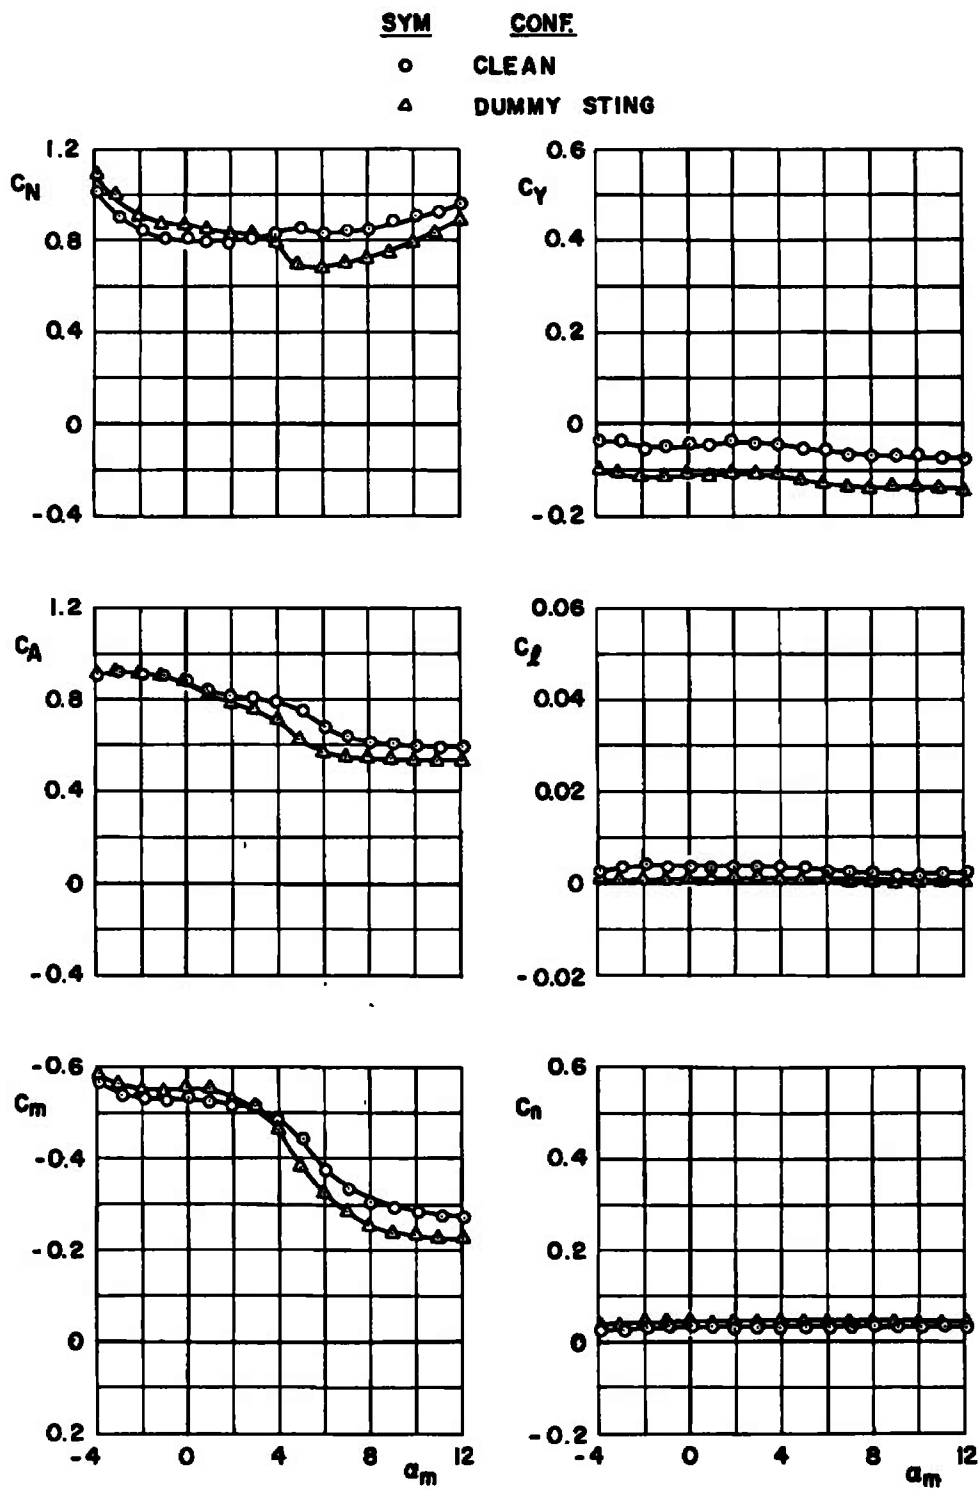 SYM CONF.
CLEAN
DUMMY STING
1.2
C_N
0.8
0.4
0
-0.4
0.6
C_Y
0.4
0.2
0
-0.2
1.2
C_A
0.8
0.4
0
-0.4
0.06
C_ℓ
0.04
0.02
0
-0.02
-0.6
C_m
-0.4
-0.2
0
0.2
-4 0 4 8 12
α_m
0.6
C_n
0.4
0.2
0
-0.2
-4 0 4 8 12
α_m